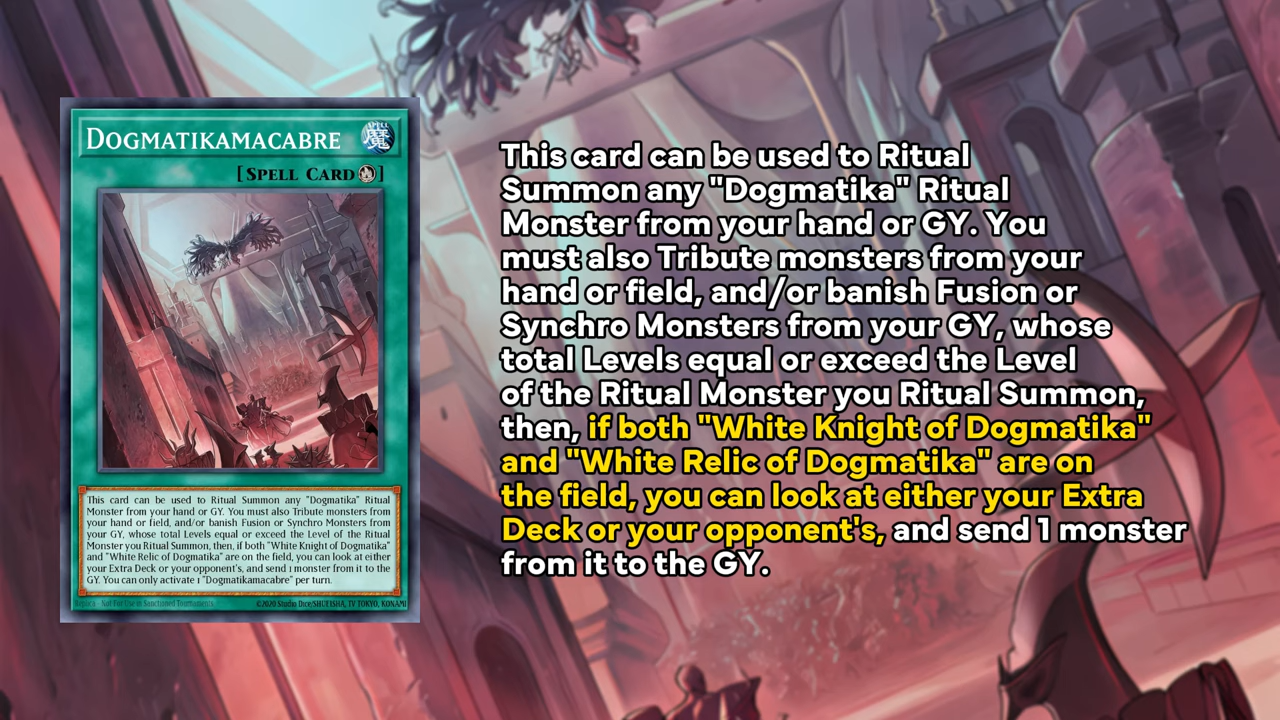 DOGMATIKAMACABRE
魔
[SPELL CARD]
This card can be used to Ritual Summon any "Dogmatika" Ritual
Monster from your hand or GY. You must also Tribute monsters from
your hand or field, and/or banish Fusion or Synchro Monsters from
your GY, whose total Levels equal or exceed the Level of the Ritual
Monster you Ritual Summon, then, if both "White Knight of Dogmatika"
and "White Relic of Dogmatika" are on the field, you can look at either
your Extra Deck or your opponent's, and send 1 monster from it to the
GY. You can only activate 1 "Dogmatikamacabre" per turn.
Replica - Not For Use in Sanctioned Tournaments
©2020 Studio Dice/SHUEISHA, TV TOKYO, KONAMI
This card can be used to Ritual
Summon any "Dogmatika" Ritual
Monster from your hand or GY. You
must also Tribute monsters from your
hand or field, and/or banish Fusion or
Synchro Monsters from your GY, whose
total Levels equal or exceed the Level
of the Ritual Monster you Ritual Summon,
then, if both "White Knight of Dogmatika"
and "White Relic of Dogmatika" are on
the field, you can look at either your Extra
Deck or your opponent's, and send 1 monster
from it to the GY.